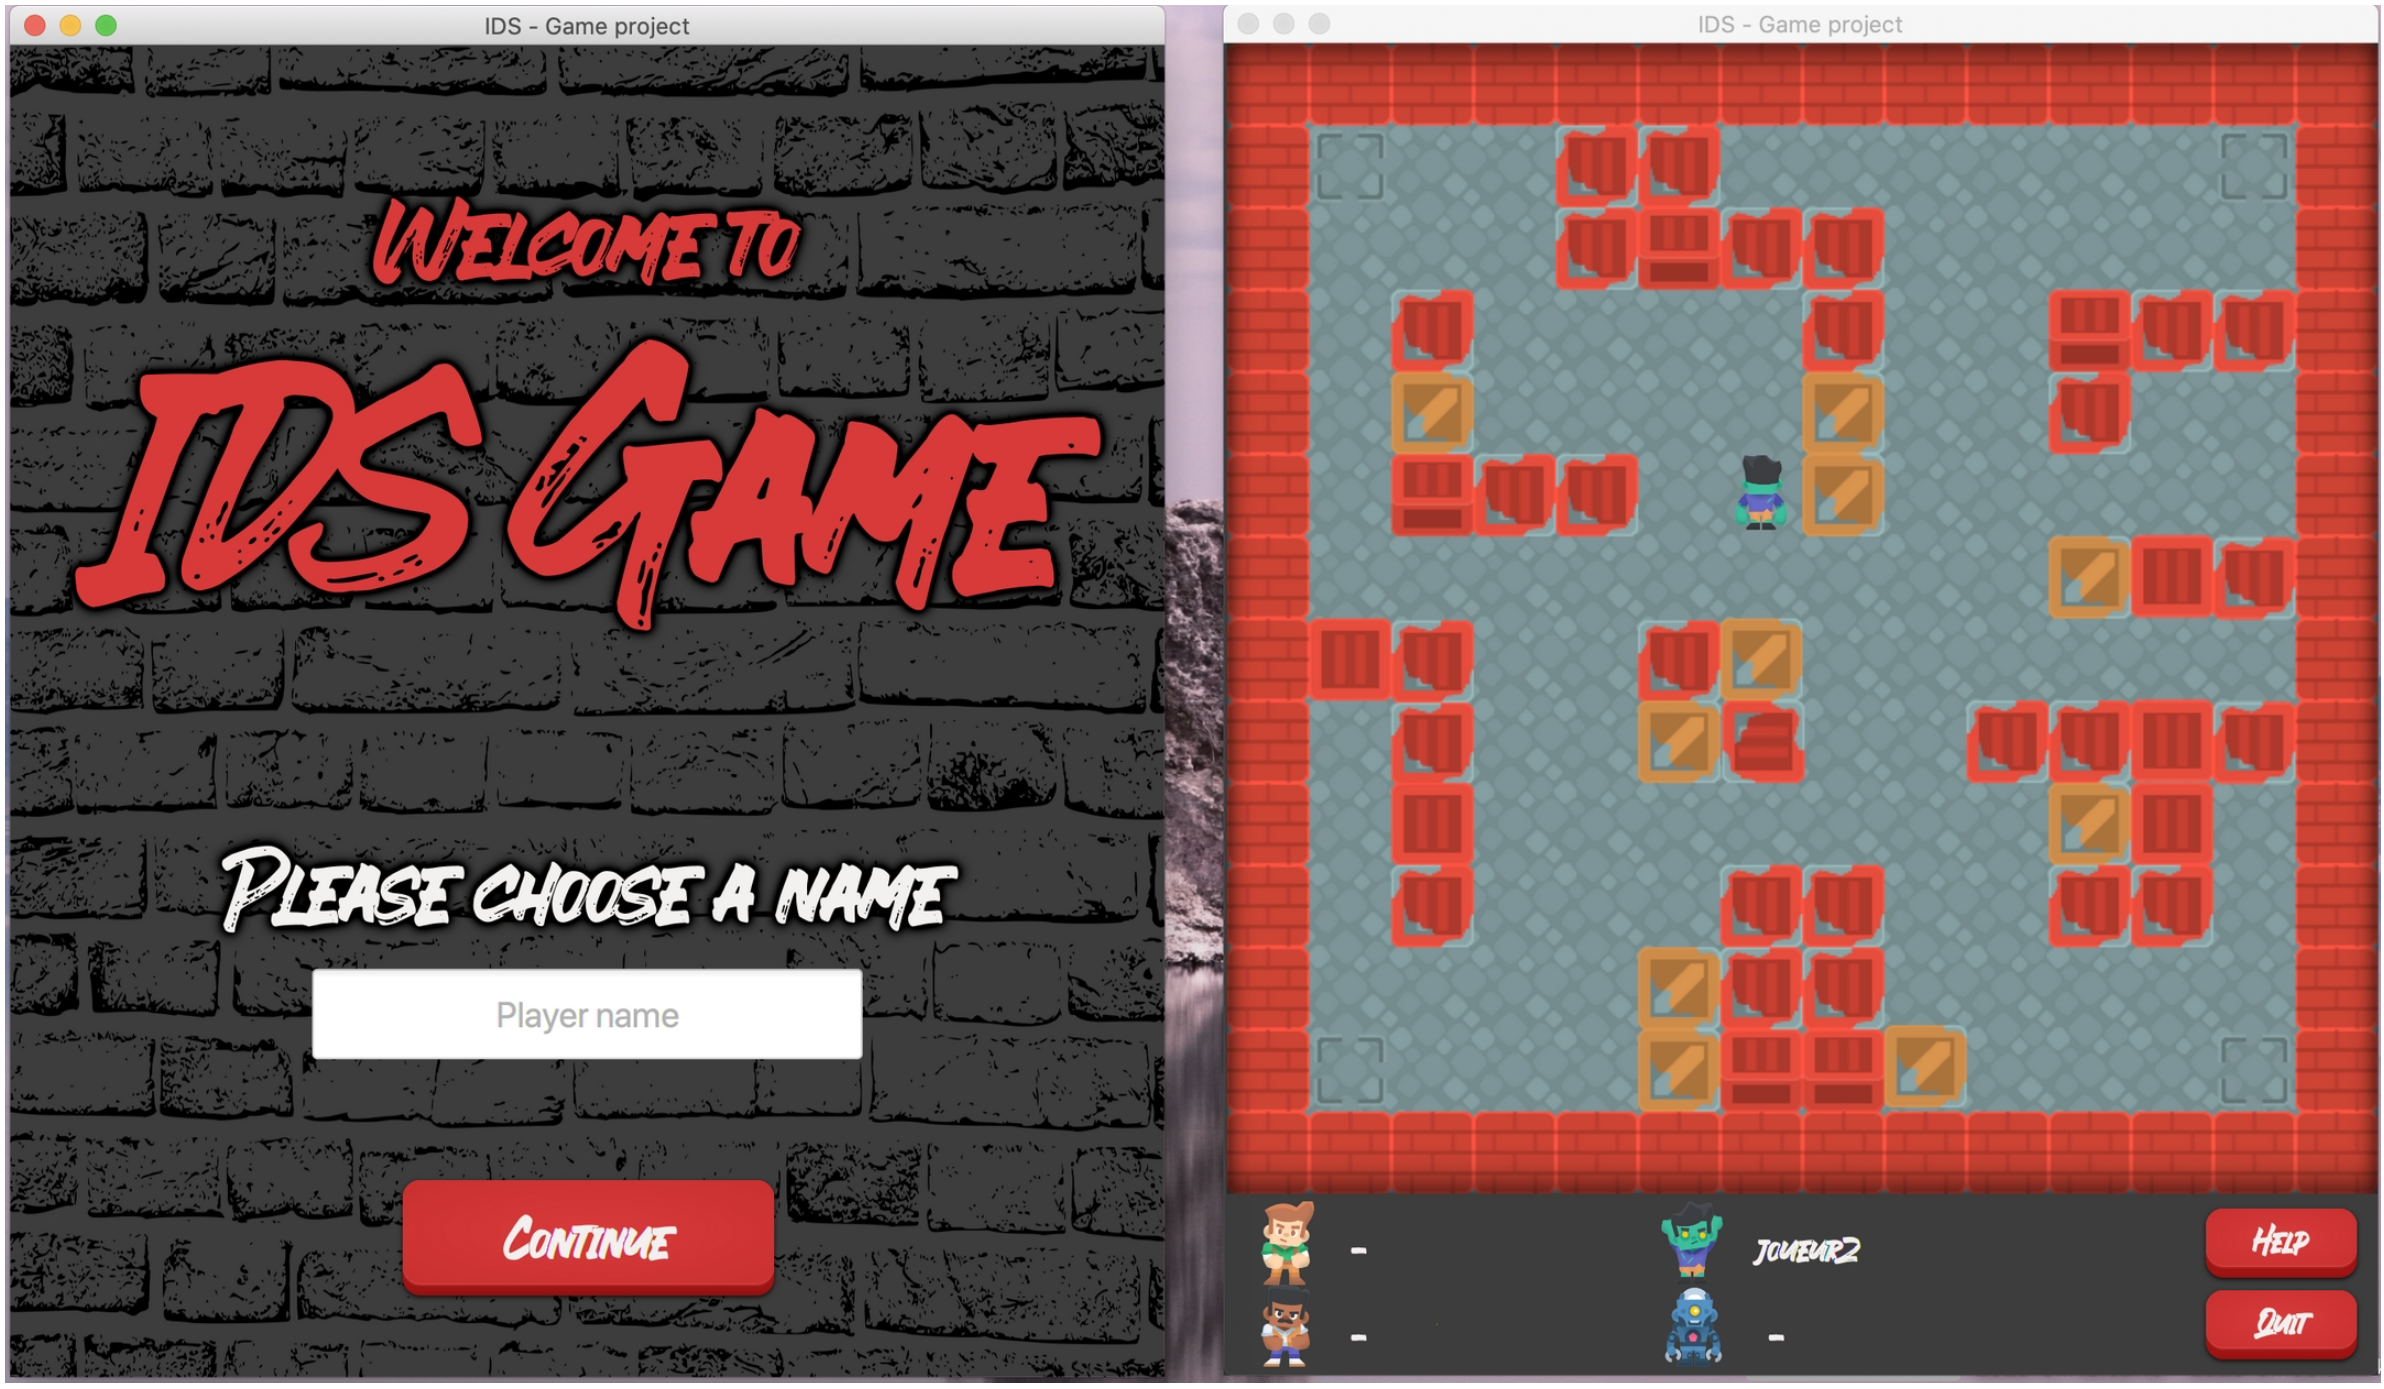 IDS - Game project
WELCOME TO
IDS GAME
PLEASE CHOOSE A NAME
Player name
CONTINUE
IDS - Game project
-
JOUEUR2
HELP
-
-
QUIT